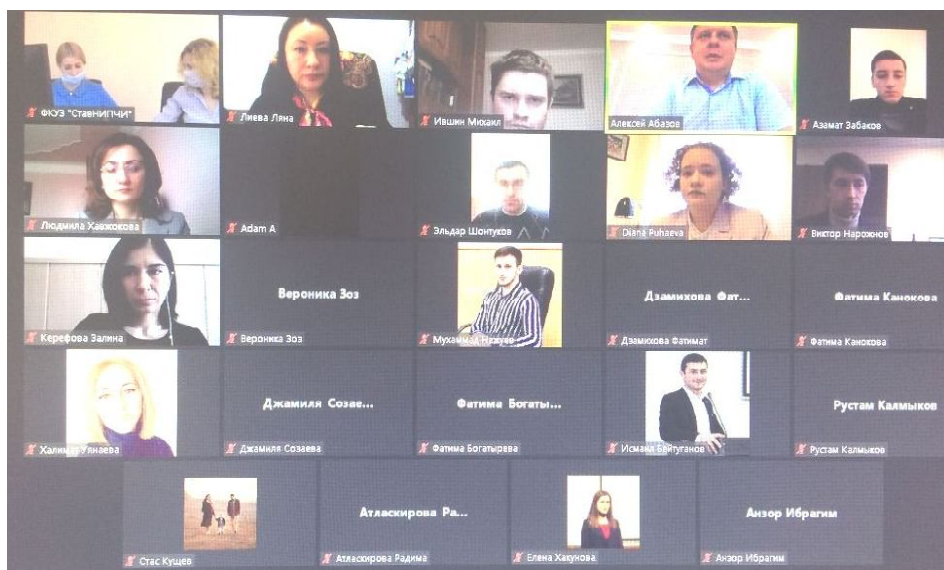 ФКУЗ "СтавНИПЧИ"
Лиева Ляна
Ившин Михаил
Алексей Абазов
Азамат Забаков
Людмила Хавжокова
Adam A
Эльдар Шонтуков
Diana Puhaeva
Виктор Нарожнов
Керефова Залина
Вероника Зоз
Вероника Зоз
Мухаммад
Дзамихова Фат...
Дзамихова Фатимат
Фатима Канокова
Фатима Канокова
Халимат Уянаева
Джамиля Созае...
Джамиля Созаева
Фатима Богаты...
Фатима Богатырева
Исмаил Бейтуганов
Рустам Калмыков
Рустам Калмыков
Стас Кущев
Атласкирова Ра...
Атласкирова Радима
Елена Хакунова
Анзор Ибрагим
Анзор Ибрагим